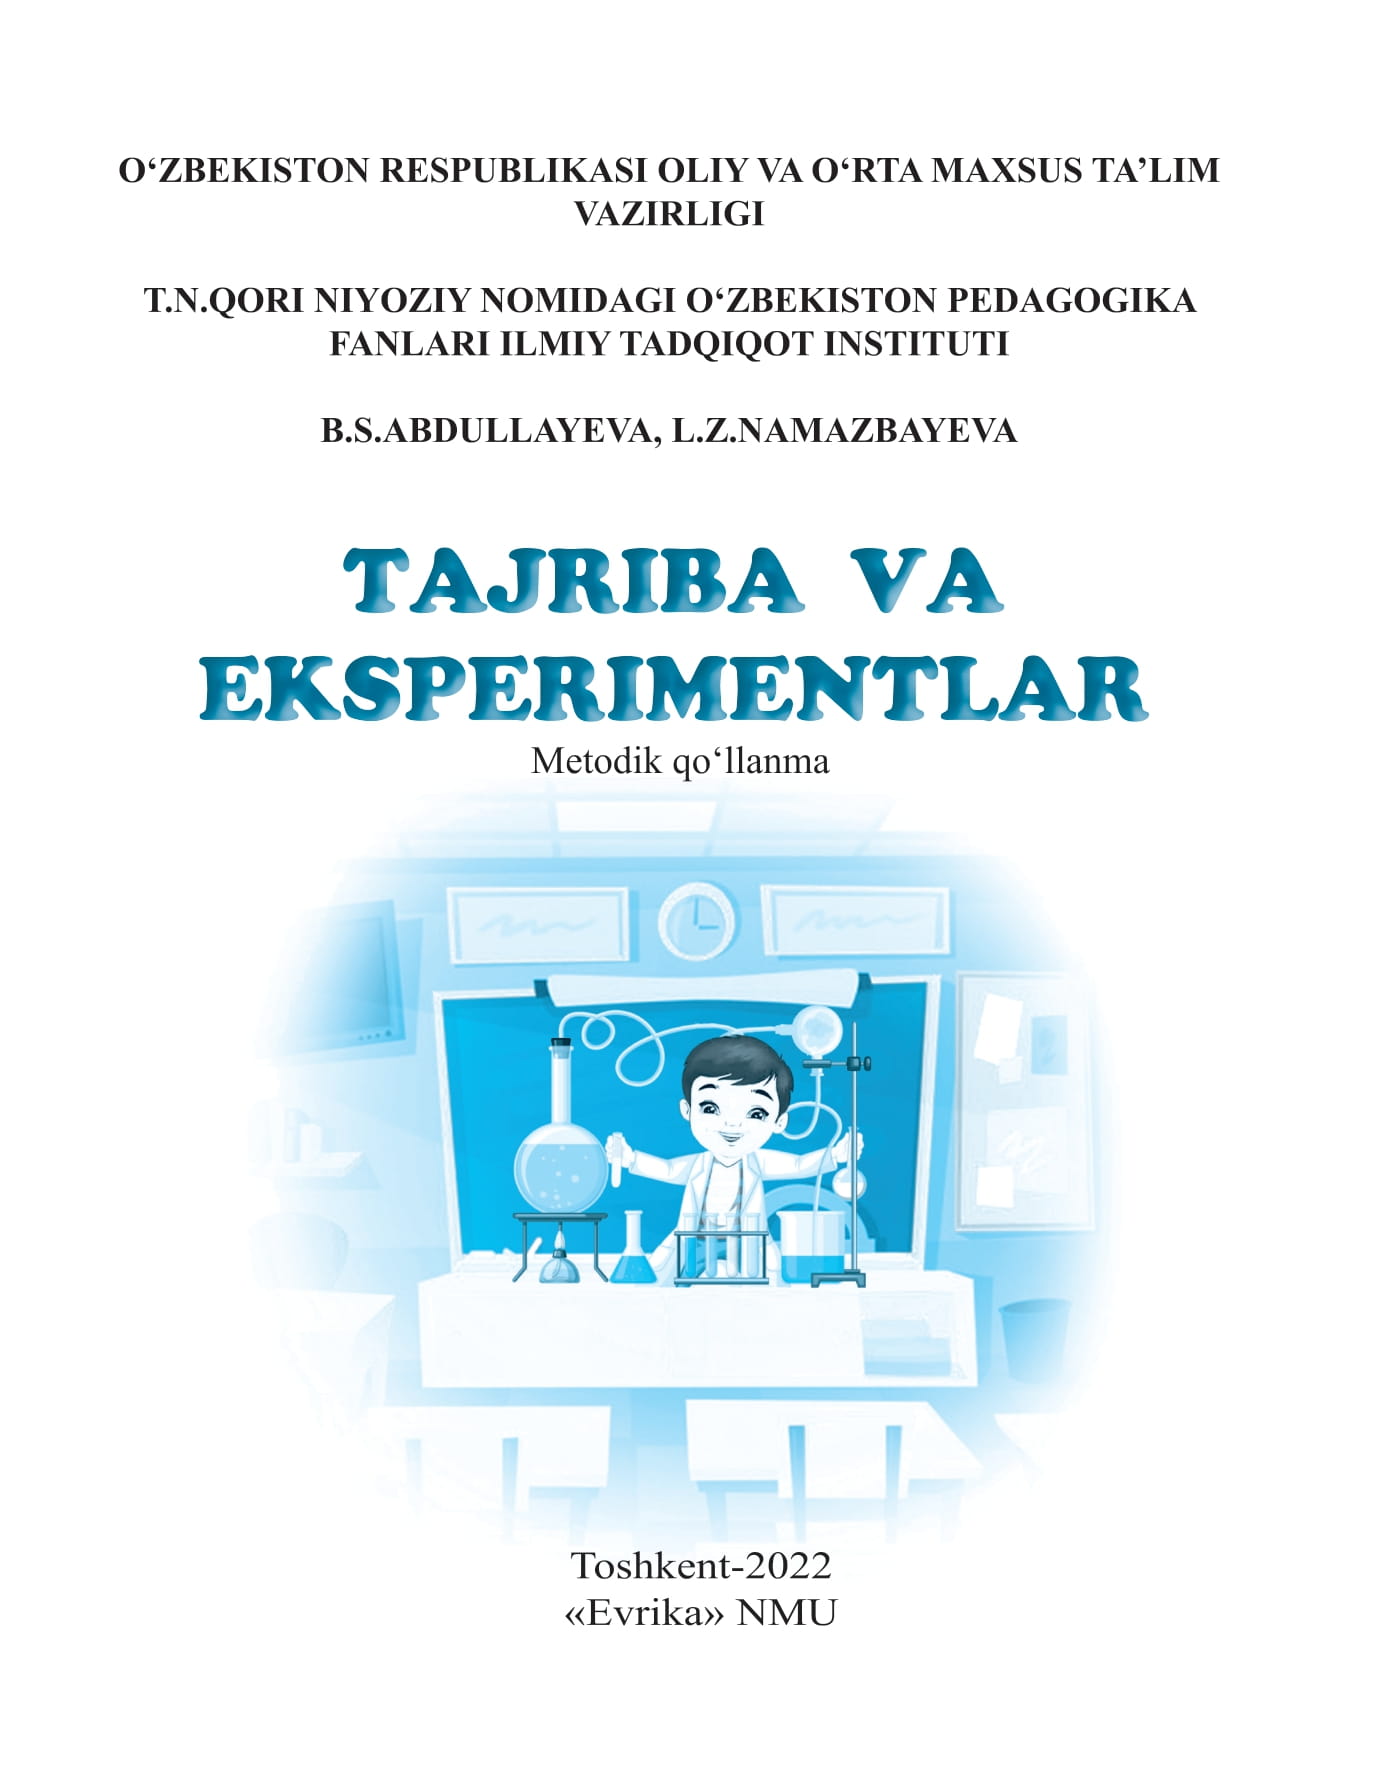 O‘ZBEKISTON RESPUBLIKASI OLIY VA O‘RTA MAXSUS TA’LIM
VAZIRLIGI
T.N.QORI NIYOZIY NOMIDAGI O‘ZBEKISTON PEDAGOGIKA
FANLARI ILMIY TADQIQOT INSTITUTI
B.S.ABDULLAYEVA, L.Z.NAMAZBAYEVA
TAJRIBA VA
EKSPERIMENTLAR
Metodik qo‘llanma
Toshkent-2022
«Evrika» NMU